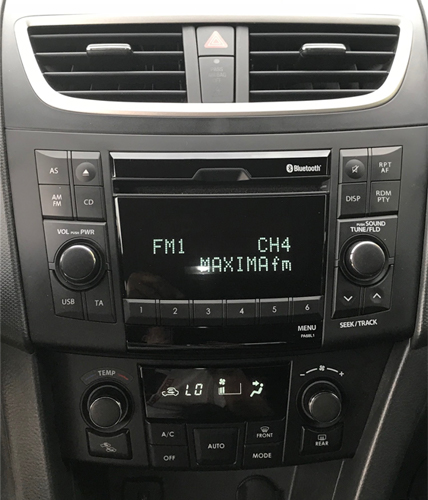 Bluetooth®
AS
RPT
AF
AM
FM
CD
DISP
RDM
PTY
VOL PUSH PWR
PUSH SOUND
TUNE/FLD
FM1 CH4
MAXIMAfm
USB
TA
1 2 3 4 5 6
MENU
PA66L1
SEEK/TRACK
TEMP
LO
- +
A/C
OFF
AUTO
FRONT
MODE
REAR